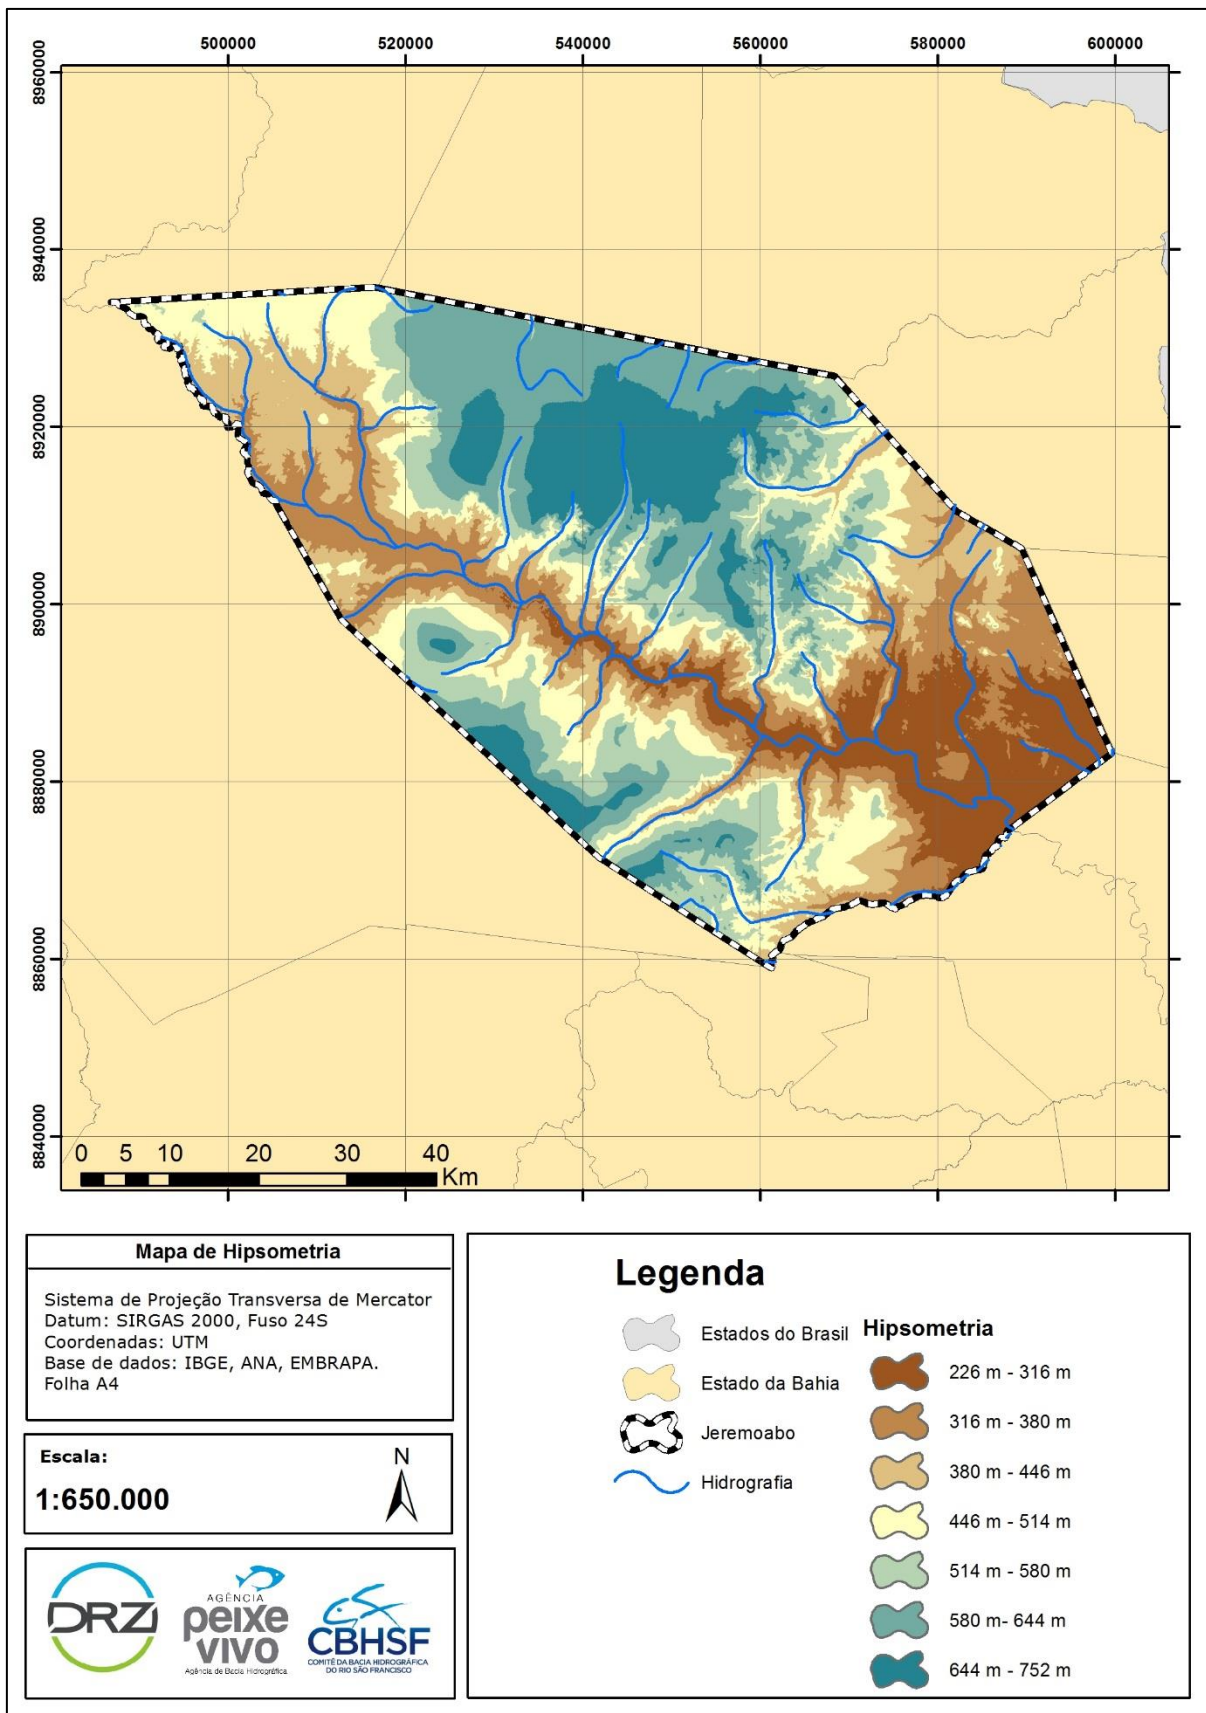 500000 520000 540000 560000 580000 600000
8960000
8940000
8920000
8900000
8880000
8860000
8840000
0 5 10 20 30 40
Km
Mapa de Hipsometria
Sistema de Projeção Transversa de Mercator
Datum: SIRGAS 2000, Fuso 24S
Coordenadas: UTM
Base de dados: IBGE, ANA, EMBRAPA.
Folha A4
Escala:
1:650.000
N
DRZ
AGÊNCIA
peixe
vivo
Agência de Bacia Hidrográfica
CBHSF
COMITÊ DA BACIA HIDROGRÁFICA
DO RIO SÃO FRANCISCO
Legenda
Estados do Brasil
Estado da Bahia
Jeremoabo
Hidrografia
Hipsometria
226 m - 316 m
316 m - 380 m
380 m - 446 m
446 m - 514 m
514 m - 580 m
580 m- 644 m
644 m - 752 m